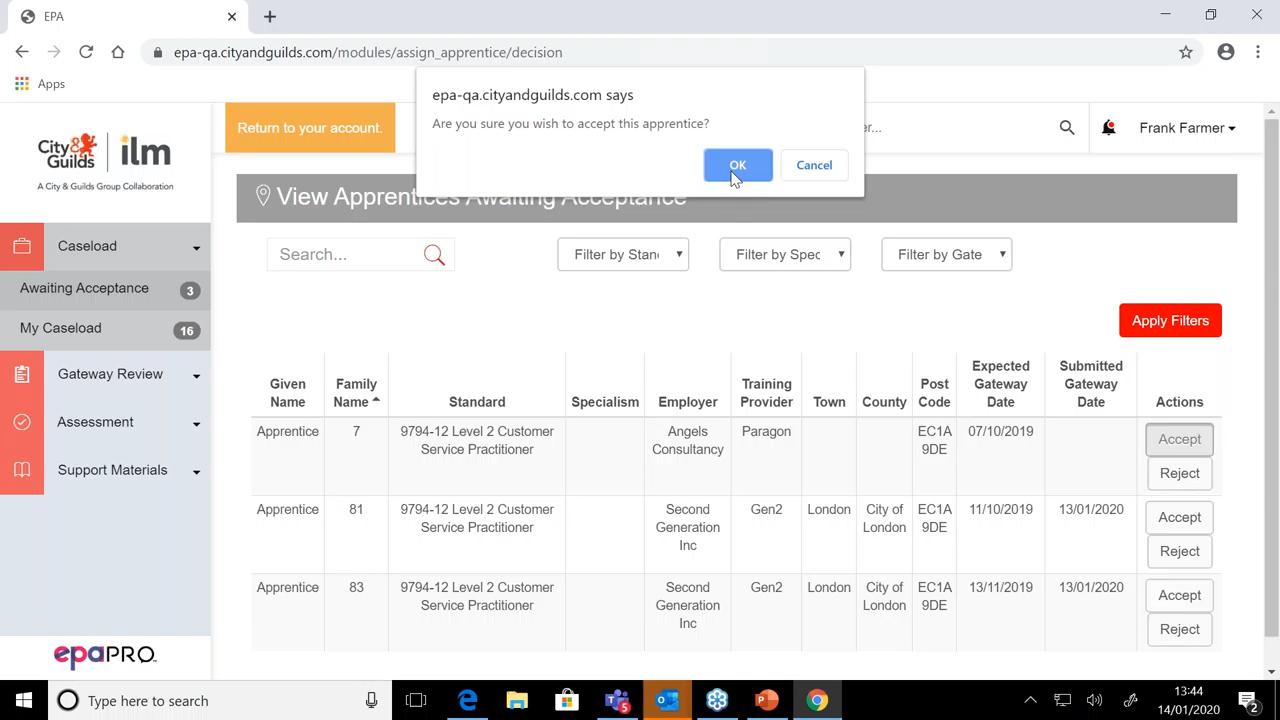 EPA
epa-qa.cityandguilds.com/modules/assign_apprentice/decision
Apps
epa-qa.cityandguilds.com says
Are you sure you wish to accept this apprentice?
OK
Cancel
City& Guilds
ilm
A City & Guilds Group Collaboration
Return to your account.
er...
Frank Farmer
View Apprentices Awaiting Acceptance
Caseload
Awaiting Acceptance 3
My Caseload 16
Gateway Review
Assessment
Support Materials
epaPRO
Search...
Filter by Stan
Filter by Spec
Filter by Gate
Apply Filters
Given Name
Family Name
Standard
Specialism
Employer
Training Provider
Town
County
Post Code
Expected Gateway Date
Submitted Gateway Date
Actions
Apprentice 7 9794-12 Level 2 Customer Service Practitioner Angels Consultancy Paragon EC1A 9DE 07/10/2019 Accept Reject
Apprentice 81 9794-12 Level 2 Customer Service Practitioner Second Generation Inc Gen2 London City of London EC1A 9DE 11/10/2019 13/01/2020 Accept Reject
Apprentice 83 9794-12 Level 2 Customer Service Practitioner Second Generation Inc Gen2 London City of London EC1A 9DE 13/11/2019 13/01/2020 Accept Reject
Type here to search
5
13:44
14/01/2020
2